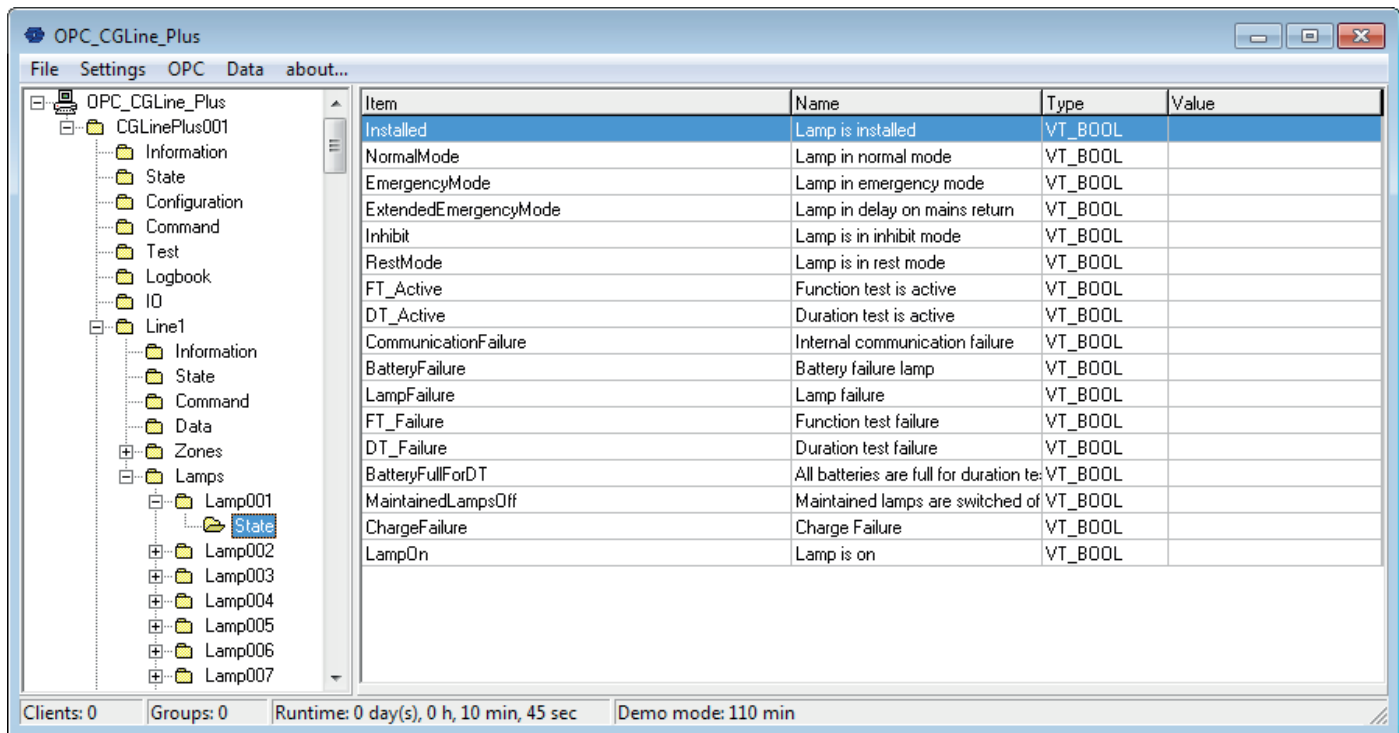 OPC_CGLine_Plus
File Settings OPC Data about...
OPC_CGLine_Plus
CGLinePlus001
Information
State
Configuration
Command
Test
Logbook
IO
Line1
Information
State
Command
Data
Zones
Lamps
Lamp001
State
Lamp002
Lamp003
Lamp004
Lamp005
Lamp006
Lamp007
Item Name Type Value
Installed Lamp is installed VT_BOOL
NormalMode Lamp in normal mode VT_BOOL
EmergencyMode Lamp in emergency mode VT_BOOL
ExtendedEmergencyMode Lamp in delay on mains return VT_BOOL
Inhibit Lamp is in inhibit mode VT_BOOL
RestMode Lamp is in rest mode VT_BOOL
FT_Active Function test is active VT_BOOL
DT_Active Duration test is active VT_BOOL
CommunicationFailure Internal communication failure VT_BOOL
BatteryFailure Battery failure lamp VT_BOOL
LampFailure Lamp failure VT_BOOL
FT_Failure Function test failure VT_BOOL
DT_Failure Duration test failure VT_BOOL
BatteryFullForDT All batteries are full for duration te VT_BOOL
MaintainedLampsOff Maintained lamps are switched of VT_BOOL
ChargeFailure Charge Failure VT_BOOL
LampOn Lamp is on VT_BOOL
Clients: 0 Groups: 0 Runtime: 0 day(s), 0 h, 10 min, 45 sec Demo mode: 110 min